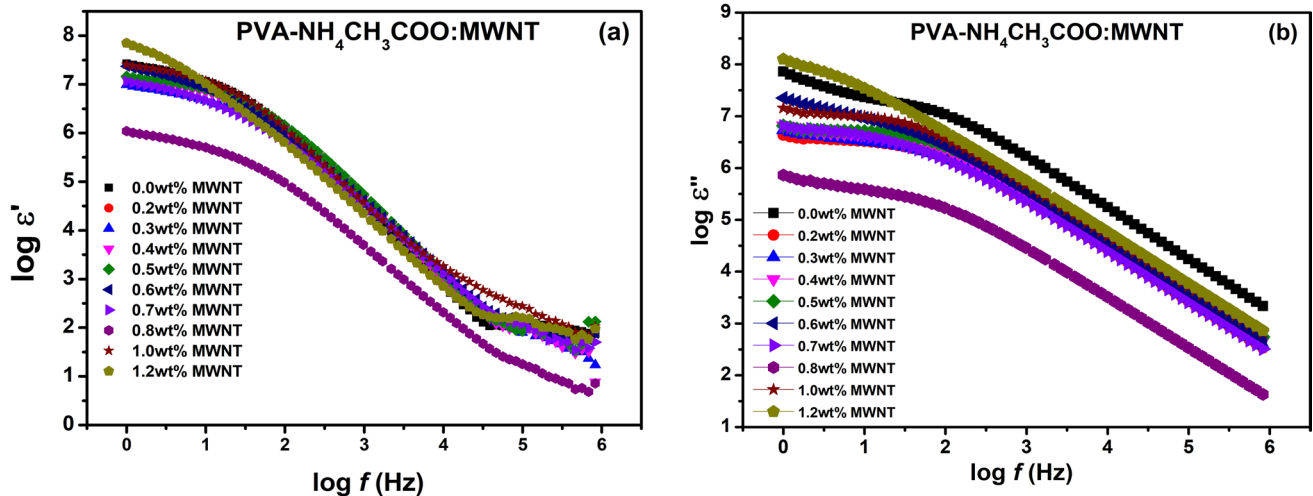 PVA-NH₄CH₃COO:MWNT (a)
8
7
6
5
4
3
2
1
0
log ε'
0.0wt% MWNT
0.2wt% MWNT
0.3wt% MWNT
0.4wt% MWNT
0.5wt% MWNT
0.6wt% MWNT
0.7wt% MWNT
0.8wt% MWNT
1.0wt% MWNT
1.2wt% MWNT
0 1 2 3 4 5 6
log f (Hz)
PVA-NH₄CH₃COO:MWNT (b)
9
8
7
6
5
4
3
2
1
log ε"
0.0wt% MWNT
0.2wt% MWNT
0.3wt% MWNT
0.4wt% MWNT
0.5wt% MWNT
0.6wt% MWNT
0.7wt% MWNT
0.8wt% MWNT
1.0wt% MWNT
1.2wt% MWNT
0 1 2 3 4 5 6
log f (Hz)